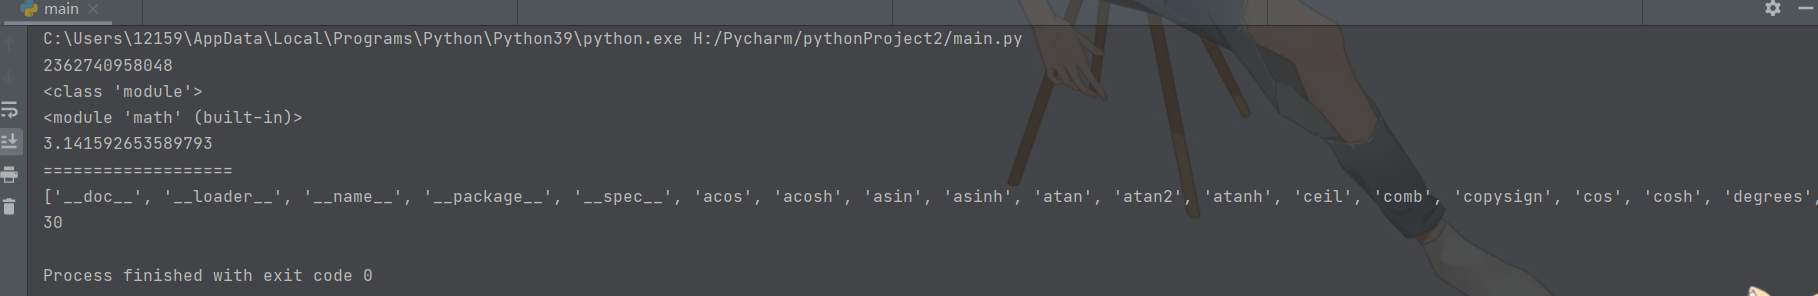 main
C:\Users\12159\AppData\Local\Programs\Python\Python39\python.exe H:/Pycharm/pythonProject2/main.py
2362740958048
<class 'module'>
<module 'math' (built-in)>
3.141592653589793
====================
['__doc__', '__loader__', '__name__', '__package__', '__spec__', 'acos', 'acosh', 'asin', 'asinh', 'atan', 'atan2', 'atanh', 'ceil', 'comb', 'copysign', 'cos', 'cosh', 'degrees',
30
Process finished with exit code 0